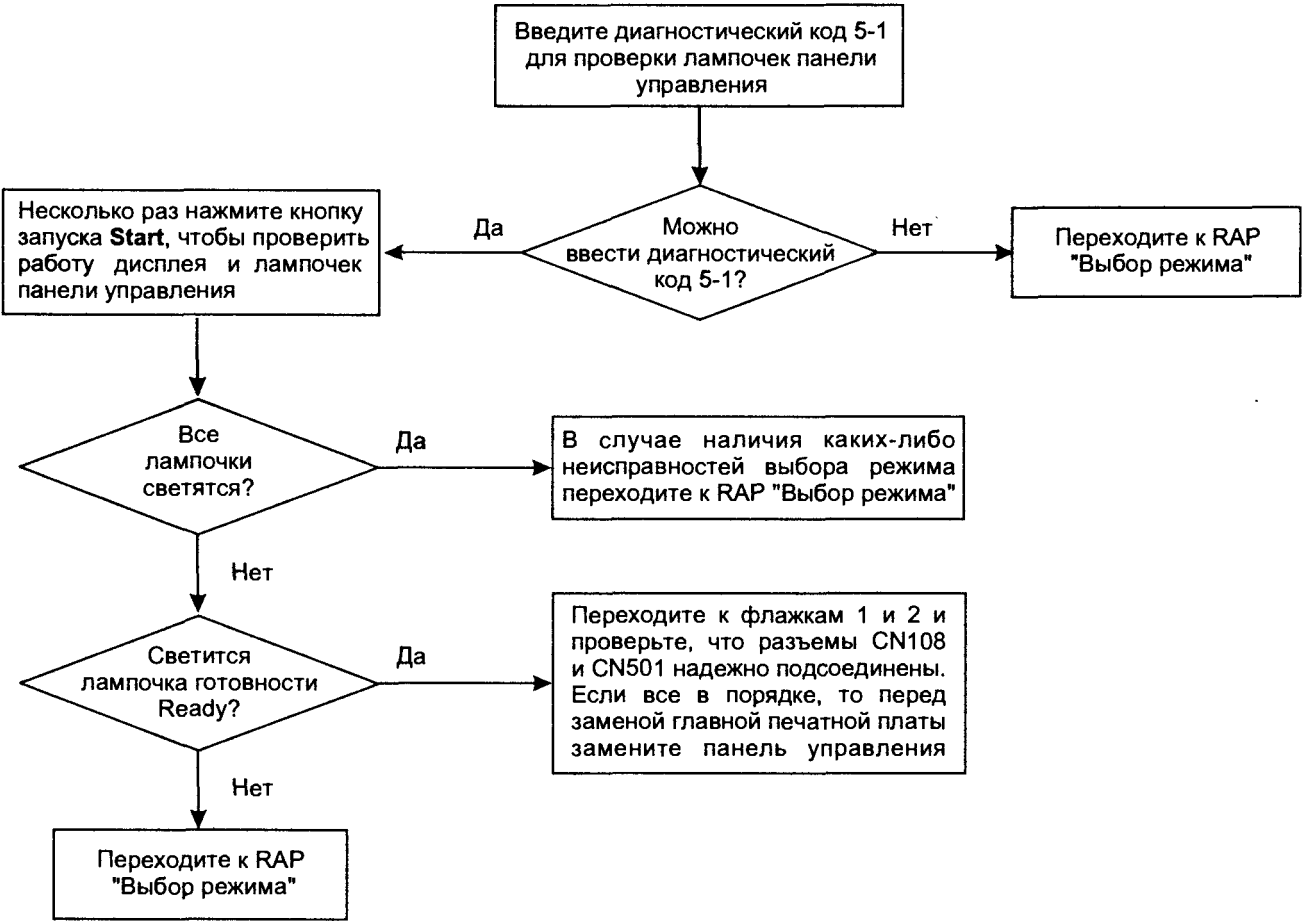 Введите диагностический код 5-1
для проверки лампочек панели
управления
Несколько раз нажмите кнопку
запуска Start, чтобы проверить
работу дисплея и лампочек
панели управления
Да
Можно
ввести диагностический
код 5-1?
Нет
Переходите к RAP
"Выбор режима"
Все
лампочки
светятся?
Да
В случае наличия каких-либо
неисправностей выбора режима
переходите к RAP "Выбор режима"
Нет
Светится
лампочка готовности
Ready?
Да
Переходите к флажкам 1 и 2 и
проверьте, что разъемы CN108
и CN501 надежно подсоединены.
Если все в порядке, то перед
заменой главной печатной платы
замените панель управления
Нет
Переходите к RAP
"Выбор режима"